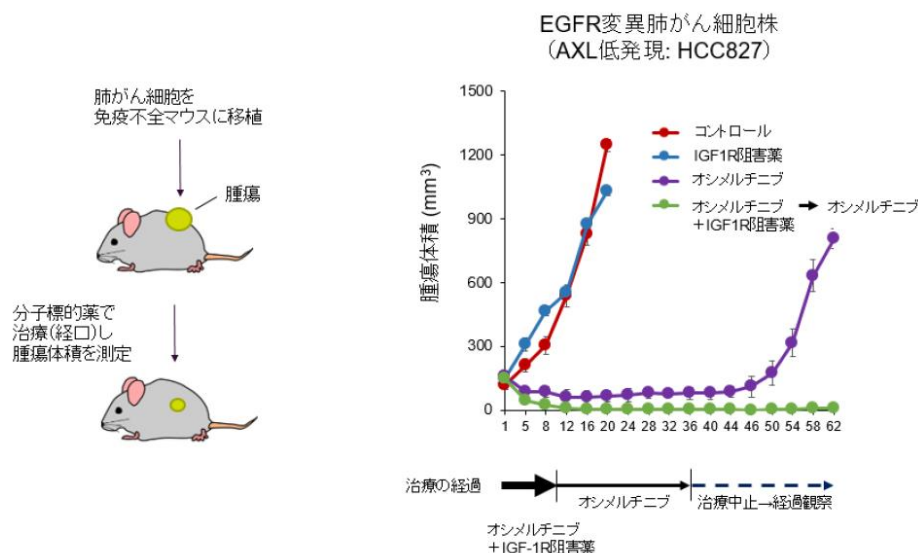 EGFR変異肺がん細胞株
(AXL低発現: HCC827)
肺がん細胞を
免疫不全マウスに移植
腫瘍
分子標的薬で
治療(経口)し
腫瘍体積を測定
腫瘍体積 (mm³)
1500
1200
900
600
300
0
コントロール
IGF1R阻害薬
オシメルチニブ
オシメルチニブ → オシメルチニブ
＋IGF1R阻害薬
1 5 8 12 16 20 24 28 32 36 40 44 46 50 54 58 62
治療の経過
オシメルチニブ
治療中止→経過観察
オシメルチニブ
＋IGF-1R阻害薬